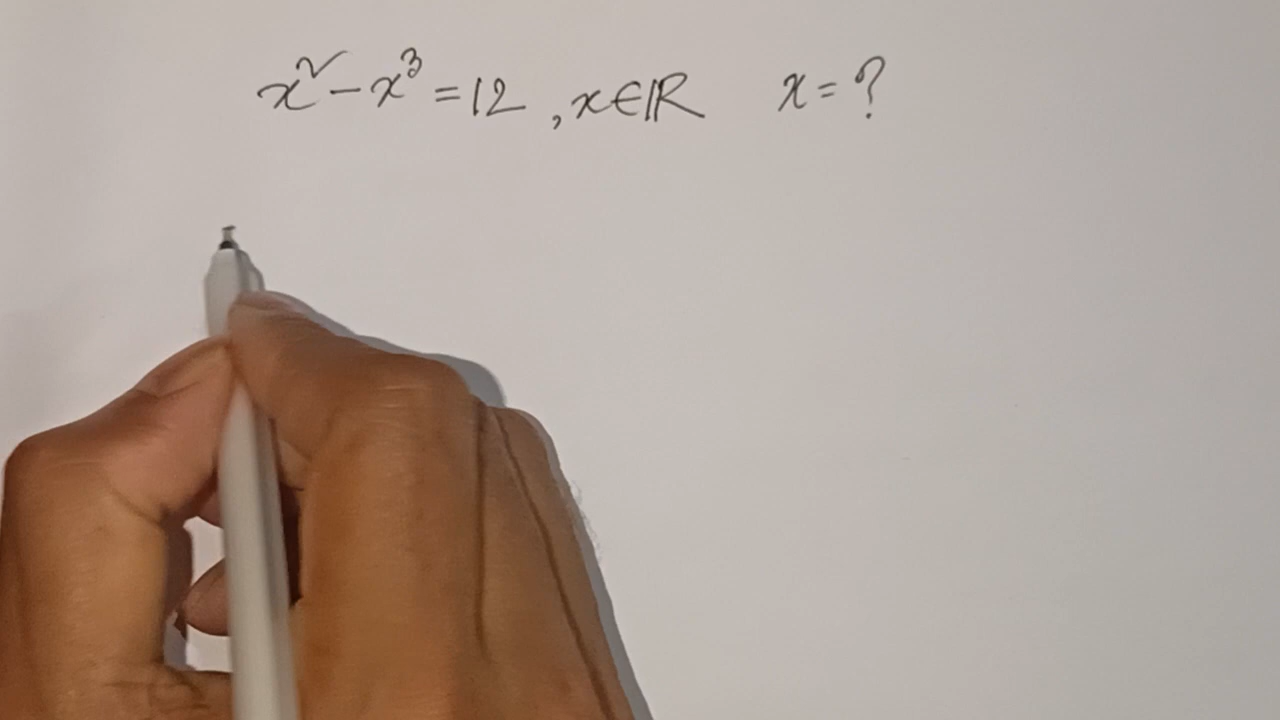 x² - x³ = 12 , x ∈ ℝ x = ?